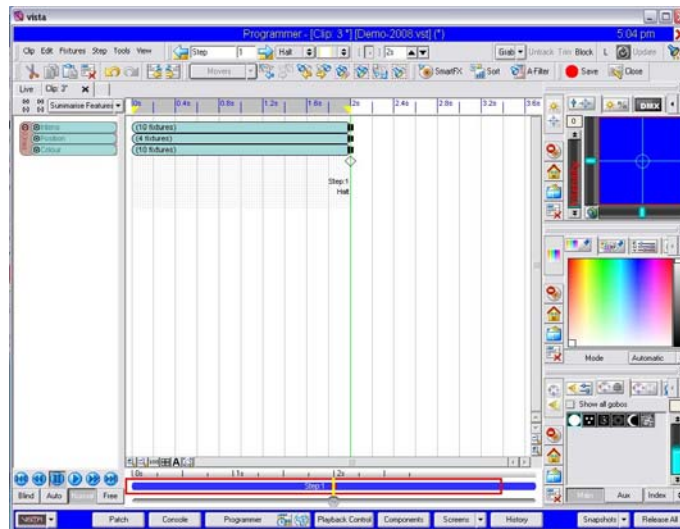 vista
Programmer - [Clip: 3 *] [Demo-2008.vst] (*)
5:04 pm
Clip Edit Fixtures Step Tools View
Step 1 Halt 2s
Grab Untrack Trim Block L Update
Movers
SmartFX Sort A-Filter Save Close
Live Clip: 3*
Summarise Features
0s 0.4s 0.8s 1.2s 1.6s 2s 2.4s 2.8s 3.2s 3.6s
Intens (10 fixtures)
Position (4 fixtures)
Colour (10 fixtures)
Step:1
Halt
DMX
0
Mode Automatic
Show all gobos
0s 1s 2s
Step:1
Blind Auto Normal Free
Main Aux Index
Patch Console Programmer Playback Control Components Screens History Snapshots Release All